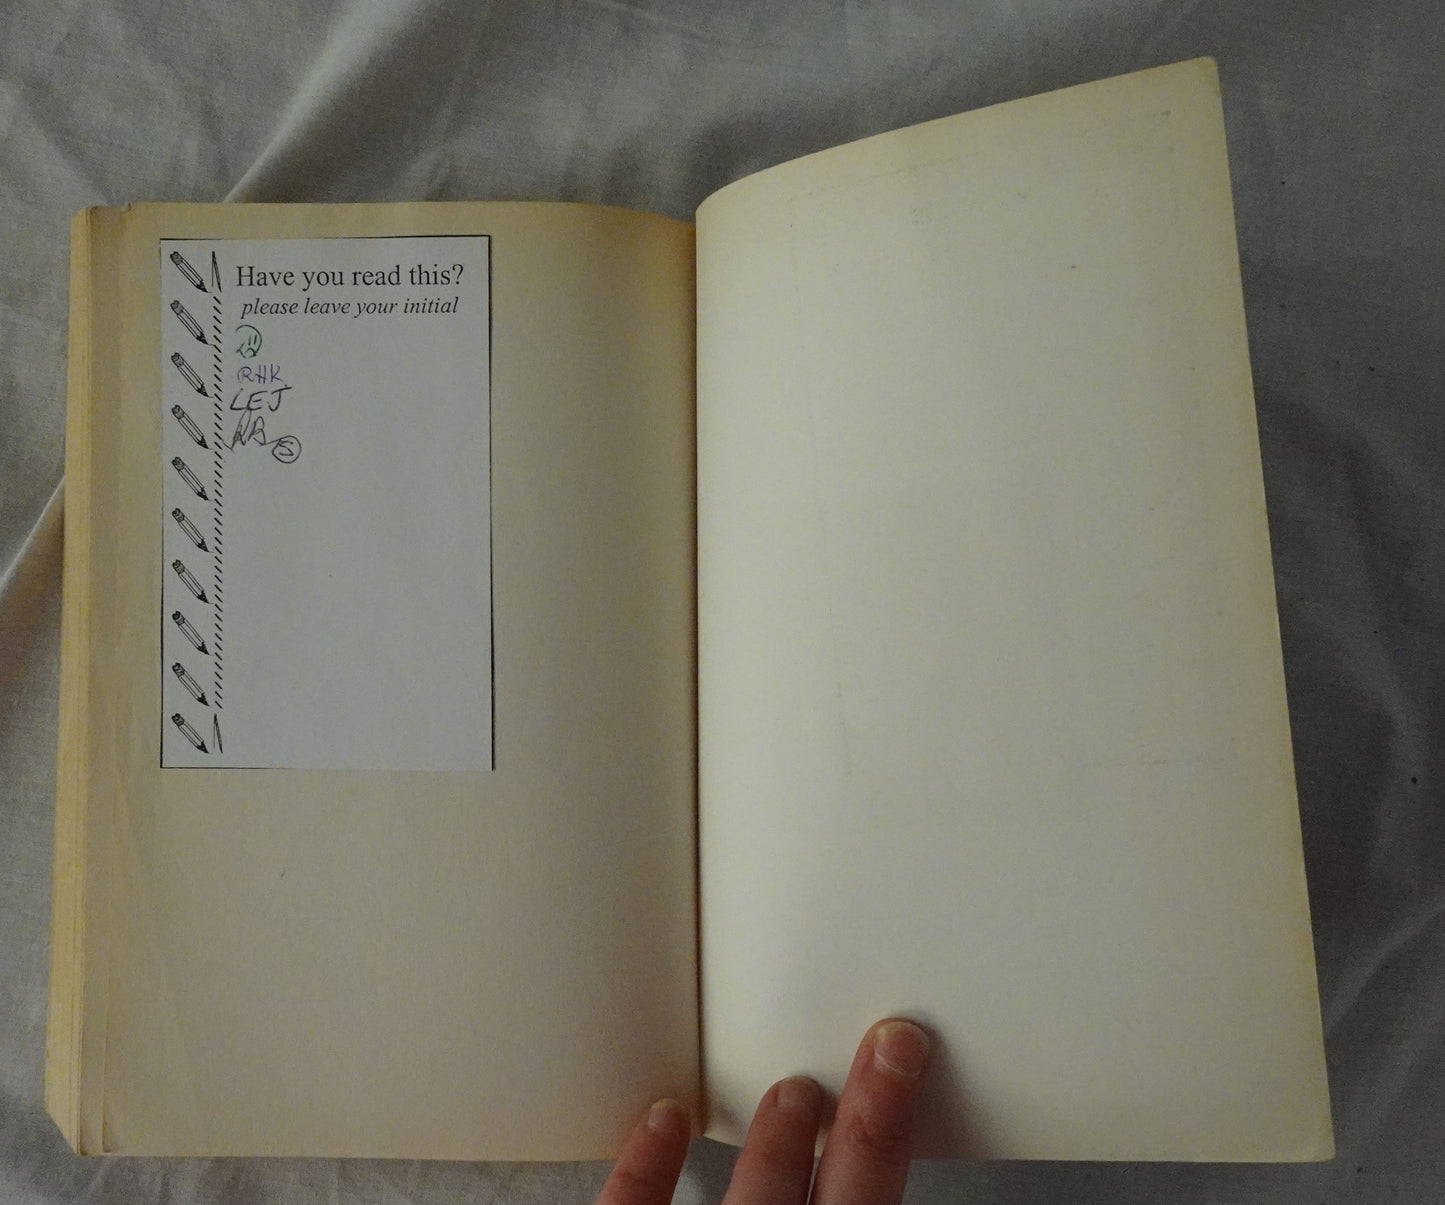 Have you read this?
please leave your initial
RHK
LEJ
S